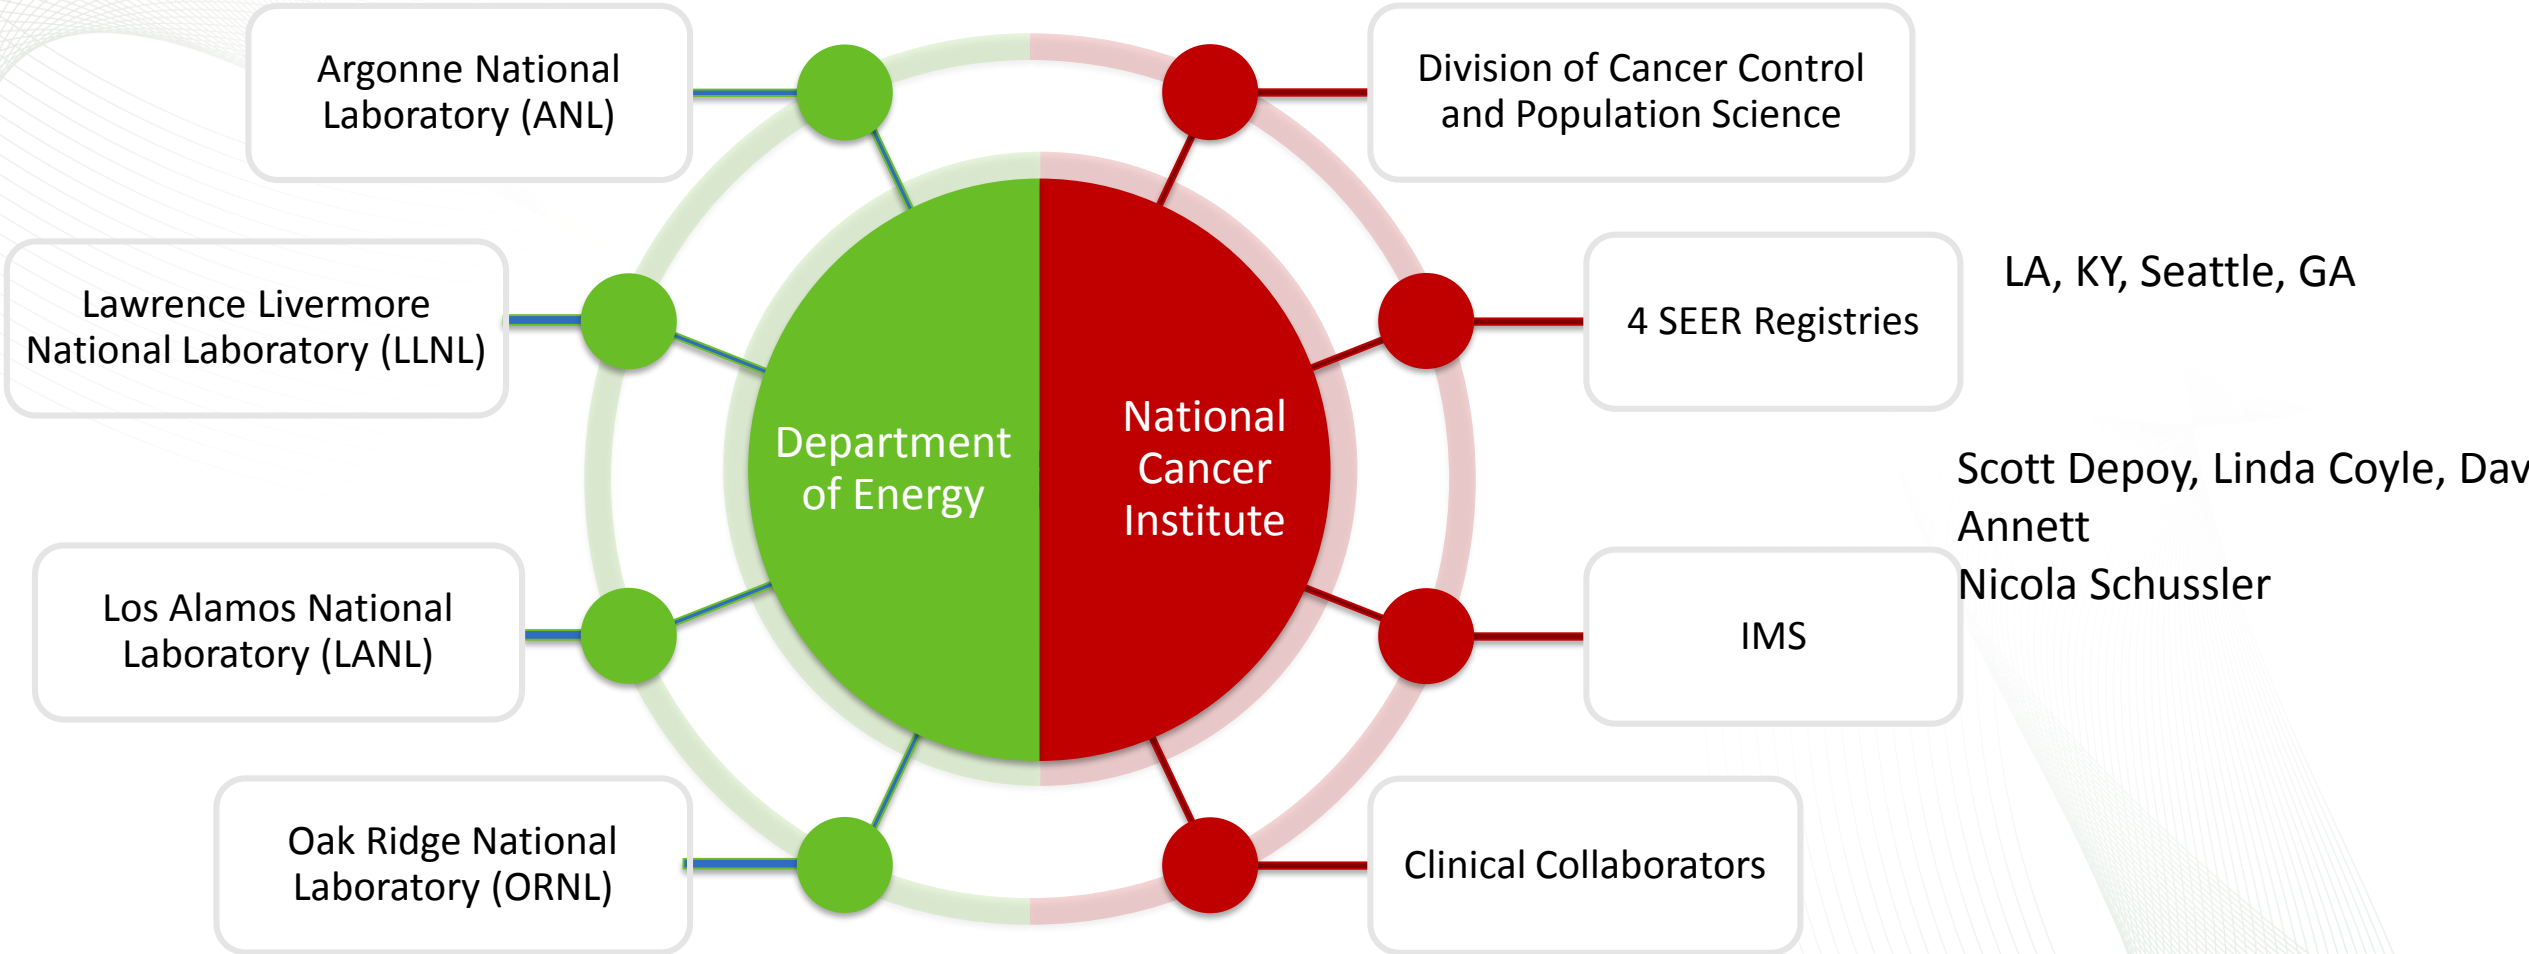 Argonne National
Laboratory (ANL)
Division of Cancer Control
and Population Science
Lawrence Livermore
National Laboratory (LLNL)
4 SEER Registries
LA, KY, Seattle, GA
Department
of Energy
National
Cancer
Institute
Scott Depoy, Linda Coyle,
Annett
Nicola Schussler
Los Alamos National
Laboratory (LANL)
IMS
Oak Ridge National
Laboratory (ORNL)
Clinical Collaborators